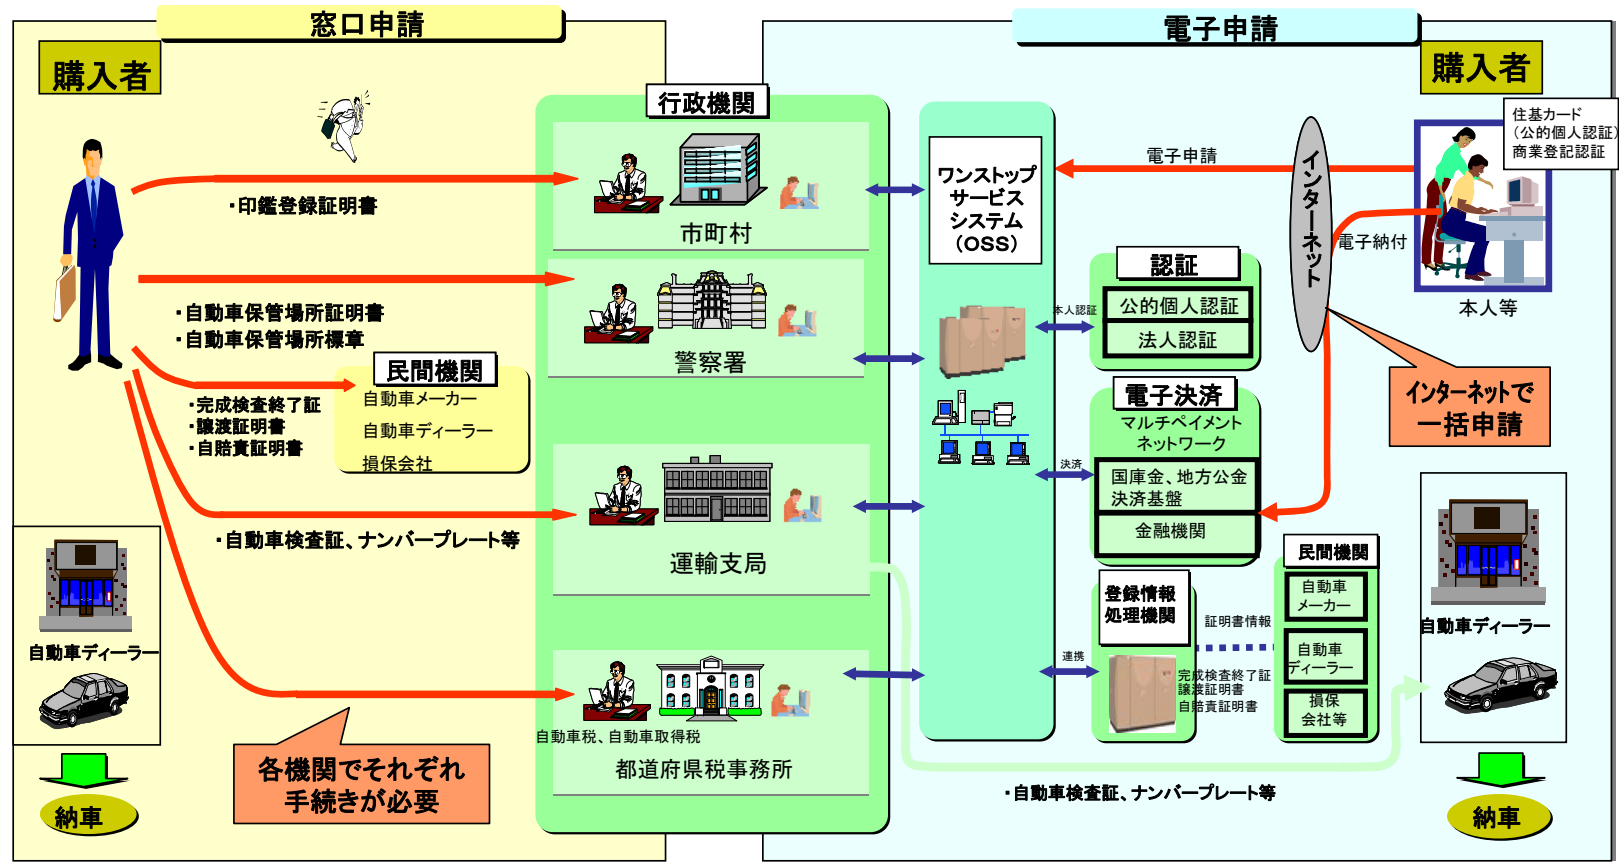 窓口申請
購入者
・印鑑登録証明書
・自動車保管場所証明書
・自動車保管場所標章
民間機関
自動車メーカー
自動車ディーラー
損保会社
・完成検査終了証
・譲渡証明書
・自賠責証明書
・自動車検査証、ナンバープレート等
自動車ディーラー
納車
各機関でそれぞれ
手続きが必要
行政機関
市町村
警察署
運輸支局
自動車税、自動車取得税
都道府県税事務所
電子申請
購入者
住基カード
(公的個人認証)
商業登記認証
本人等
電子申請
電子納付
インターネット
インターネットで
一括申請
ワンストップ
サービス
システム
(OSS)
本人認証
認証
公的個人認証
法人認証
決済
電子決済
マルチペイメント
ネットワーク
国庫金、地方公金
決済基盤
金融機関
連携
登録情報
処理機関
証明書情報
完成検査終了証
譲渡証明書
自賠責証明書
民間機関
自動車
メーカー
自動車
ディーラー
損保
会社等
・自動車検査証、ナンバープレート等
自動車ディーラー
納車